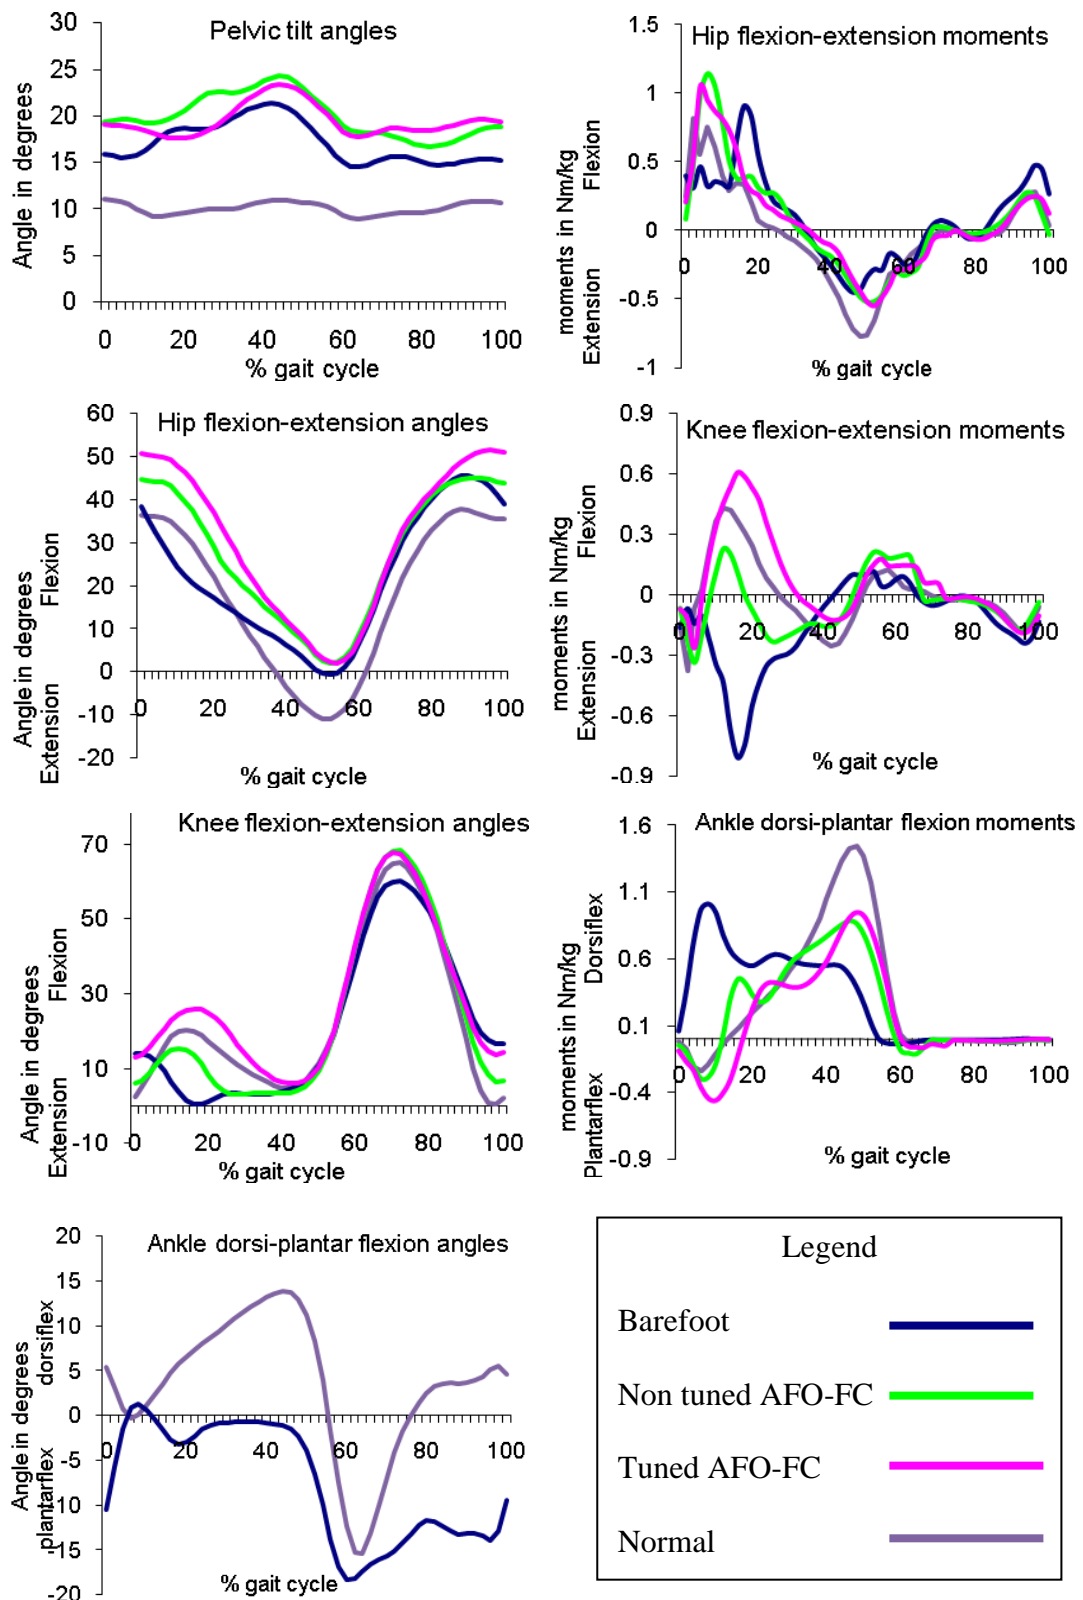 Pelvic tilt angles
30
25
20
15
10
5
0
Angle in degrees
0 20 40 60 80 100
% gait cycle
Hip flexion-extension moments
1.5
1
0.5
0
-0.5
-1
moments in Nm/kg
Extension Flexion
0 20 40 60 80 100
% gait cycle
Hip flexion-extension angles
60
50
40
30
20
10
0
-10
-20
Angle in degrees
Extension Flexion
0 20 40 60 80 100
% gait cycle
Knee flexion-extension moments
0.9
0.6
0.3
0
-0.3
-0.6
-0.9
moments in Nm/kg
Extension Flexion
0 20 40 60 80 100
% gait cycle
Knee flexion-extension angles
70
50
30
10
-10
Angle in degrees
Extension Flexion
0 20 40 60 80 100
% gait cycle
Ankle dorsi-plantar flexion moments
1.6
1.1
0.6
0.1
-0.4
-0.9
moments in Nm/kg
Plantarflex Dorsiflex
0 20 40 60 80 100
% gait cycle
Ankle dorsi-plantar flexion angles
20
15
10
5
0
-5
-10
-15
-20
Angle in degrees
plantarflex dorsiflex
0 20 40 60 80 100
% gait cycle
Legend
Barefoot
Non tuned AFO-FC
Tuned AFO-FC
Normal